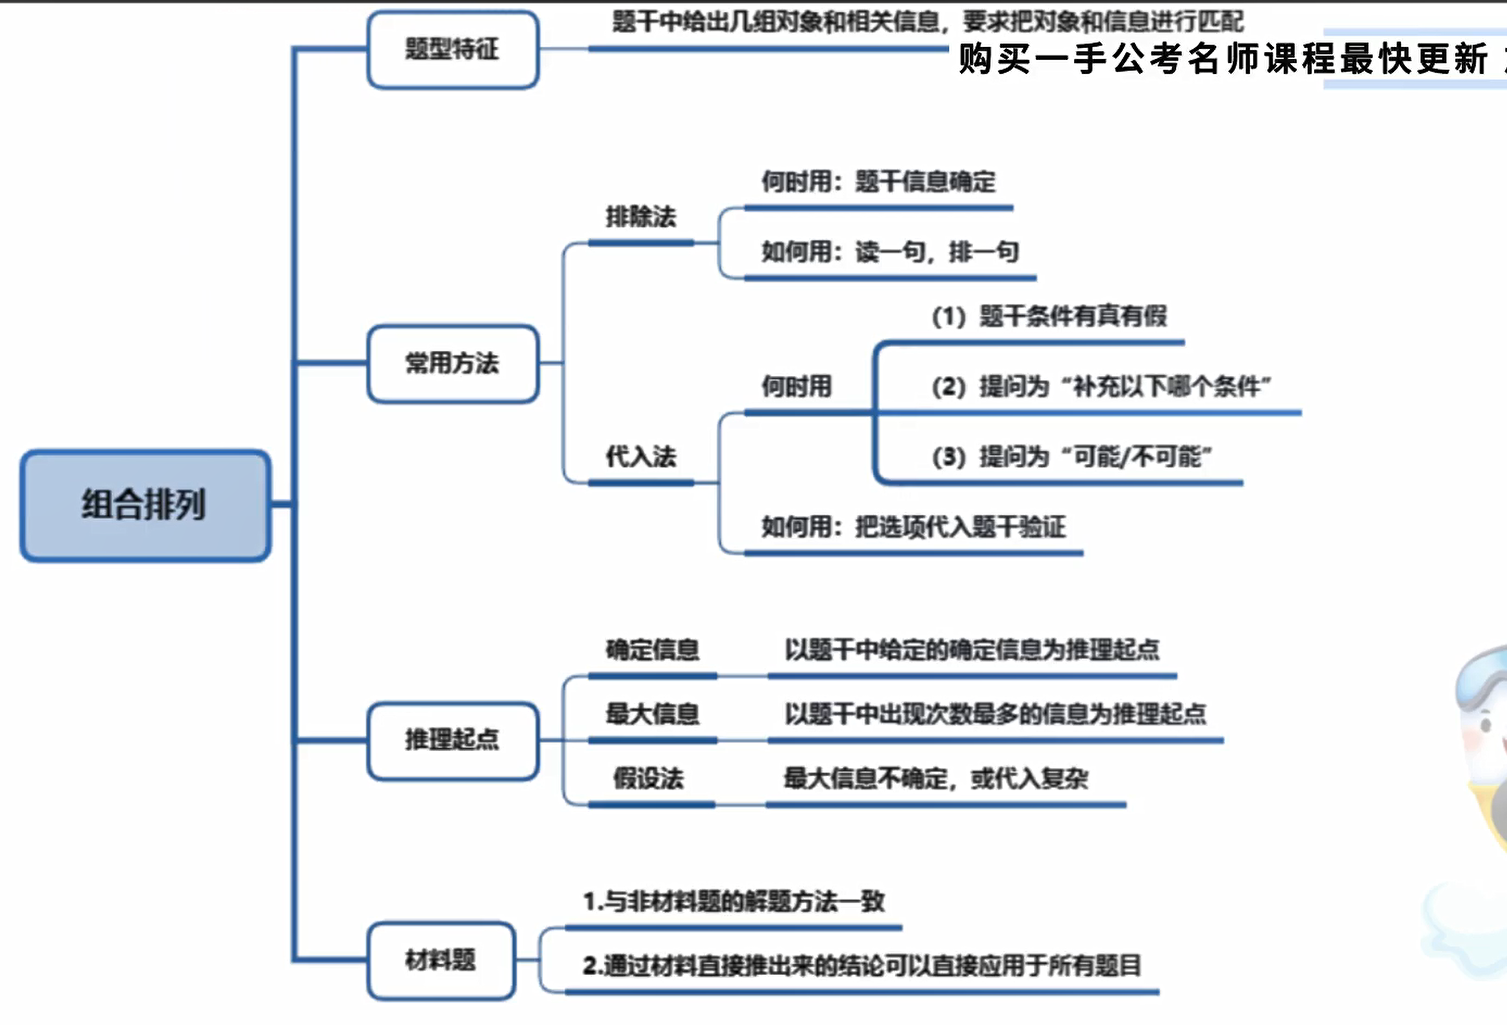 题干中给出几组对象和相关信息，要求把对象和信息进行匹配
题型特征
购买一手公考名师课程最快更新
何时用：题干信息确定
排除法
如何用：读一句，排一句
（1）题干条件有真有假
常用方法
何时用
（2）提问为“补充以下哪个条件”
代入法
（3）提问为“可能/不可能”
组合排列
如何用：把选项代入题干验证
确定信息
以题干中给定的确定信息为推理起点
最大信息
以题干中出现次数最多的信息为推理起点
推理起点
假设法
最大信息不确定，或代入复杂
1.与非材料题的解题方法一致
材料题
2.通过材料直接推出来的结论可以直接应用于所有题目